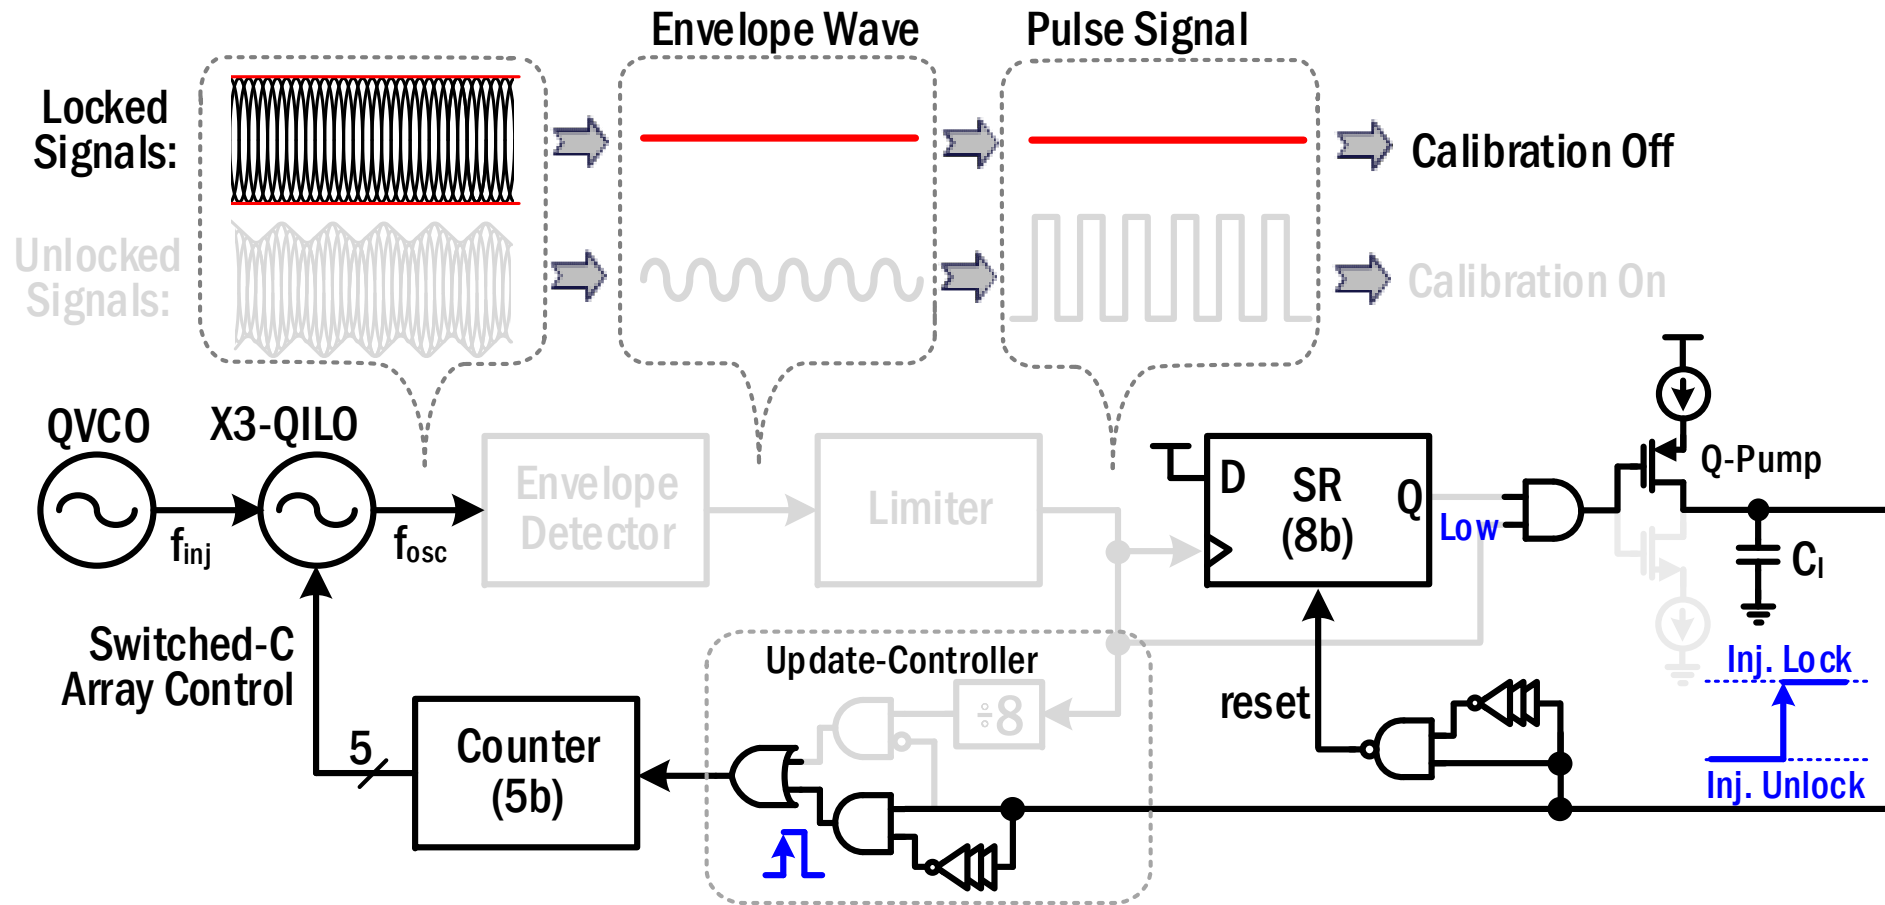 Envelope Wave
Pulse Signal
Locked
Signals:
Calibration Off
Unlocked
Signals:
Calibration On
QVCO
X3-QILO
f_inj
f_osc
Envelope
Detector
Limiter
D
SR
(8b)
Q
Low
Q-Pump
C_I
Switched-C
Array Control
Update-Controller
÷8
reset
Inj. Lock
Inj. Unlock
5
Counter
(5b)